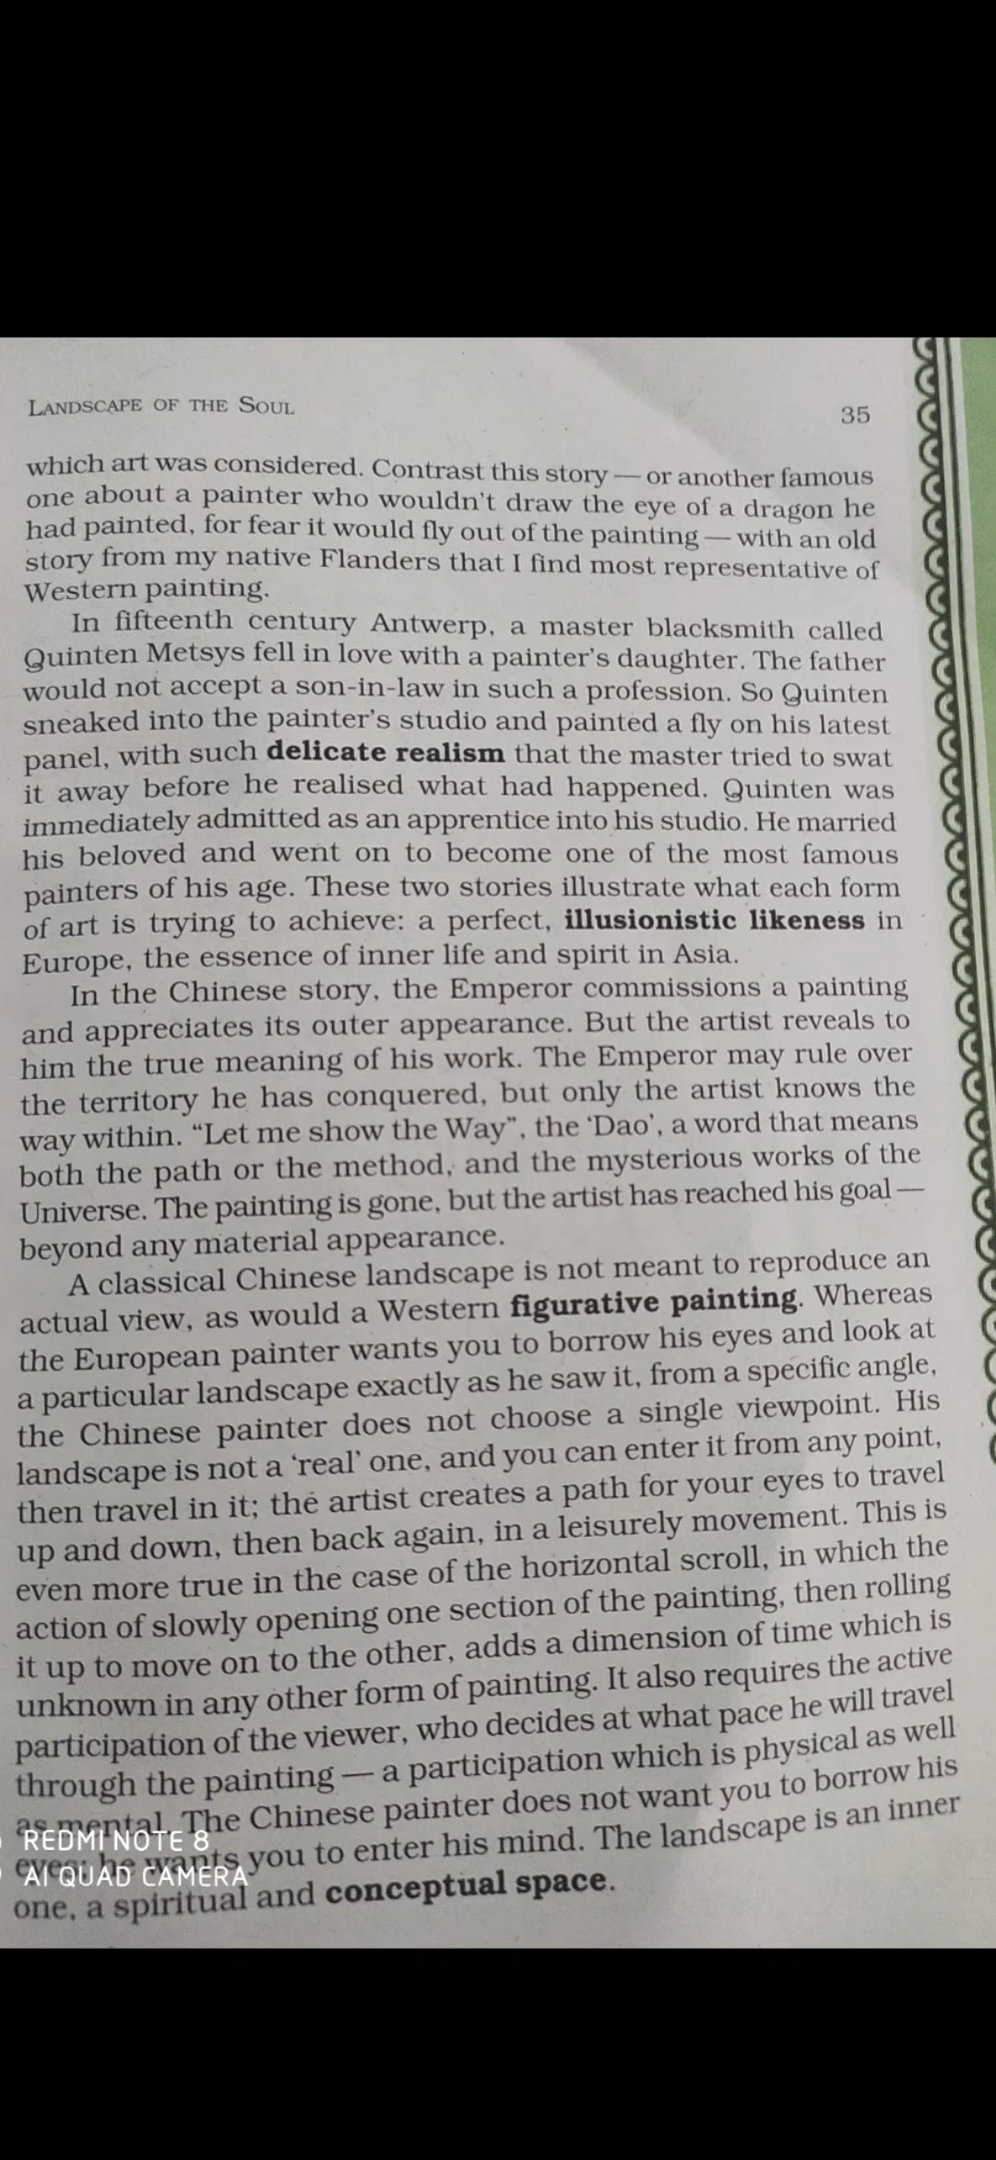 LANDSCAPE OF THE SOUL 35
which art was considered. Contrast this story — or another famous
one about a painter who wouldn't draw the eye of a dragon he
had painted, for fear it would fly out of the painting — with an old
story from my native Flanders that I find most representative of
Western painting.
In fifteenth century Antwerp, a master blacksmith called
Quinten Metsys fell in love with a painter's daughter. The father
would not accept a son-in-law in such a profession. So Quinten
sneaked into the painter's studio and painted a fly on his latest
panel, with such delicate realism that the master tried to swat
it away before he realised what had happened. Quinten was
immediately admitted as an apprentice into his studio. He married
his beloved and went on to become one of the most famous
painters of his age. These two stories illustrate what each form
of art is trying to achieve: a perfect, illusionistic likeness in
Europe, the essence of inner life and spirit in Asia.
In the Chinese story, the Emperor commissions a painting
and appreciates its outer appearance. But the artist reveals to
him the true meaning of his work. The Emperor may rule over
the territory he has conquered, but only the artist knows the
way within. “Let me show the Way”, the ‘Dao’, a word that means
both the path or the method, and the mysterious works of the
Universe. The painting is gone, but the artist has reached his goal —
beyond any material appearance.
A classical Chinese landscape is not meant to reproduce an
actual view, as would a Western figurative painting. Whereas
the European painter wants you to borrow his eyes and look at
a particular landscape exactly as he saw it, from a specific angle,
the Chinese painter does not choose a single viewpoint. His
landscape is not a ‘real’ one, and you can enter it from any point,
then travel in it; the artist creates a path for your eyes to travel
up and down, then back again, in a leisurely movement. This is
even more true in the case of the horizontal scroll, in which the
action of slowly opening one section of the painting, then rolling
it up to move on to the other, adds a dimension of time which is
unknown in any other form of painting. It also requires the active
participation of the viewer, who decides at what pace he will travel
through the painting — a participation which is physical as well
as mental. The Chinese painter does not want you to borrow his
eyes; he wants you to enter his mind. The landscape is an inner
one, a spiritual and conceptual space.
REDMI NOTE 8
AI QUAD CAMERA